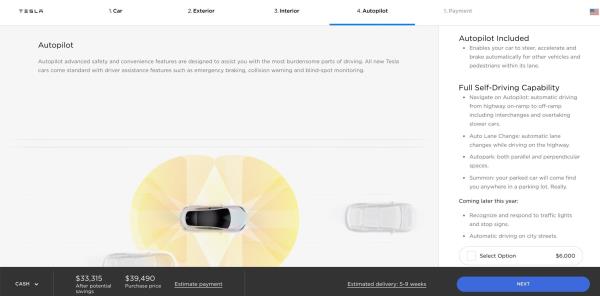 TESLA
1. Car
2. Exterior
3. Interior
4. Autopilot
5. Payment
Autopilot
Autopilot advanced safety and convenience features are designed to assist you with the most burdensome parts of driving. All new Tesla
cars come standard with driver assistance features such as emergency braking, collision warning and blind-spot monitoring.
Autopilot Included
Enables your car to steer, accelerate and
brake automatically for other vehicles and
pedestrians within its lane.
Full Self-Driving Capability
Navigate on Autopilot: automatic driving
from highway on-ramp to off-ramp
including interchanges and overtaking
slower cars.
Auto Lane Change: automatic lane
changes while driving on the highway.
Autopark: both parallel and perpendicular
spaces.
Summon: your parked car will come find
you anywhere in a parking lot. Really.
Coming later this year:
Recognize and respond to traffic lights
and stop signs.
Automatic driving on city streets.
Select Option $6,000
CASH
$33,315
After potential
savings
$39,490
Purchase price
Estimate payment
Estimated delivery: 5-9 weeks
NEXT